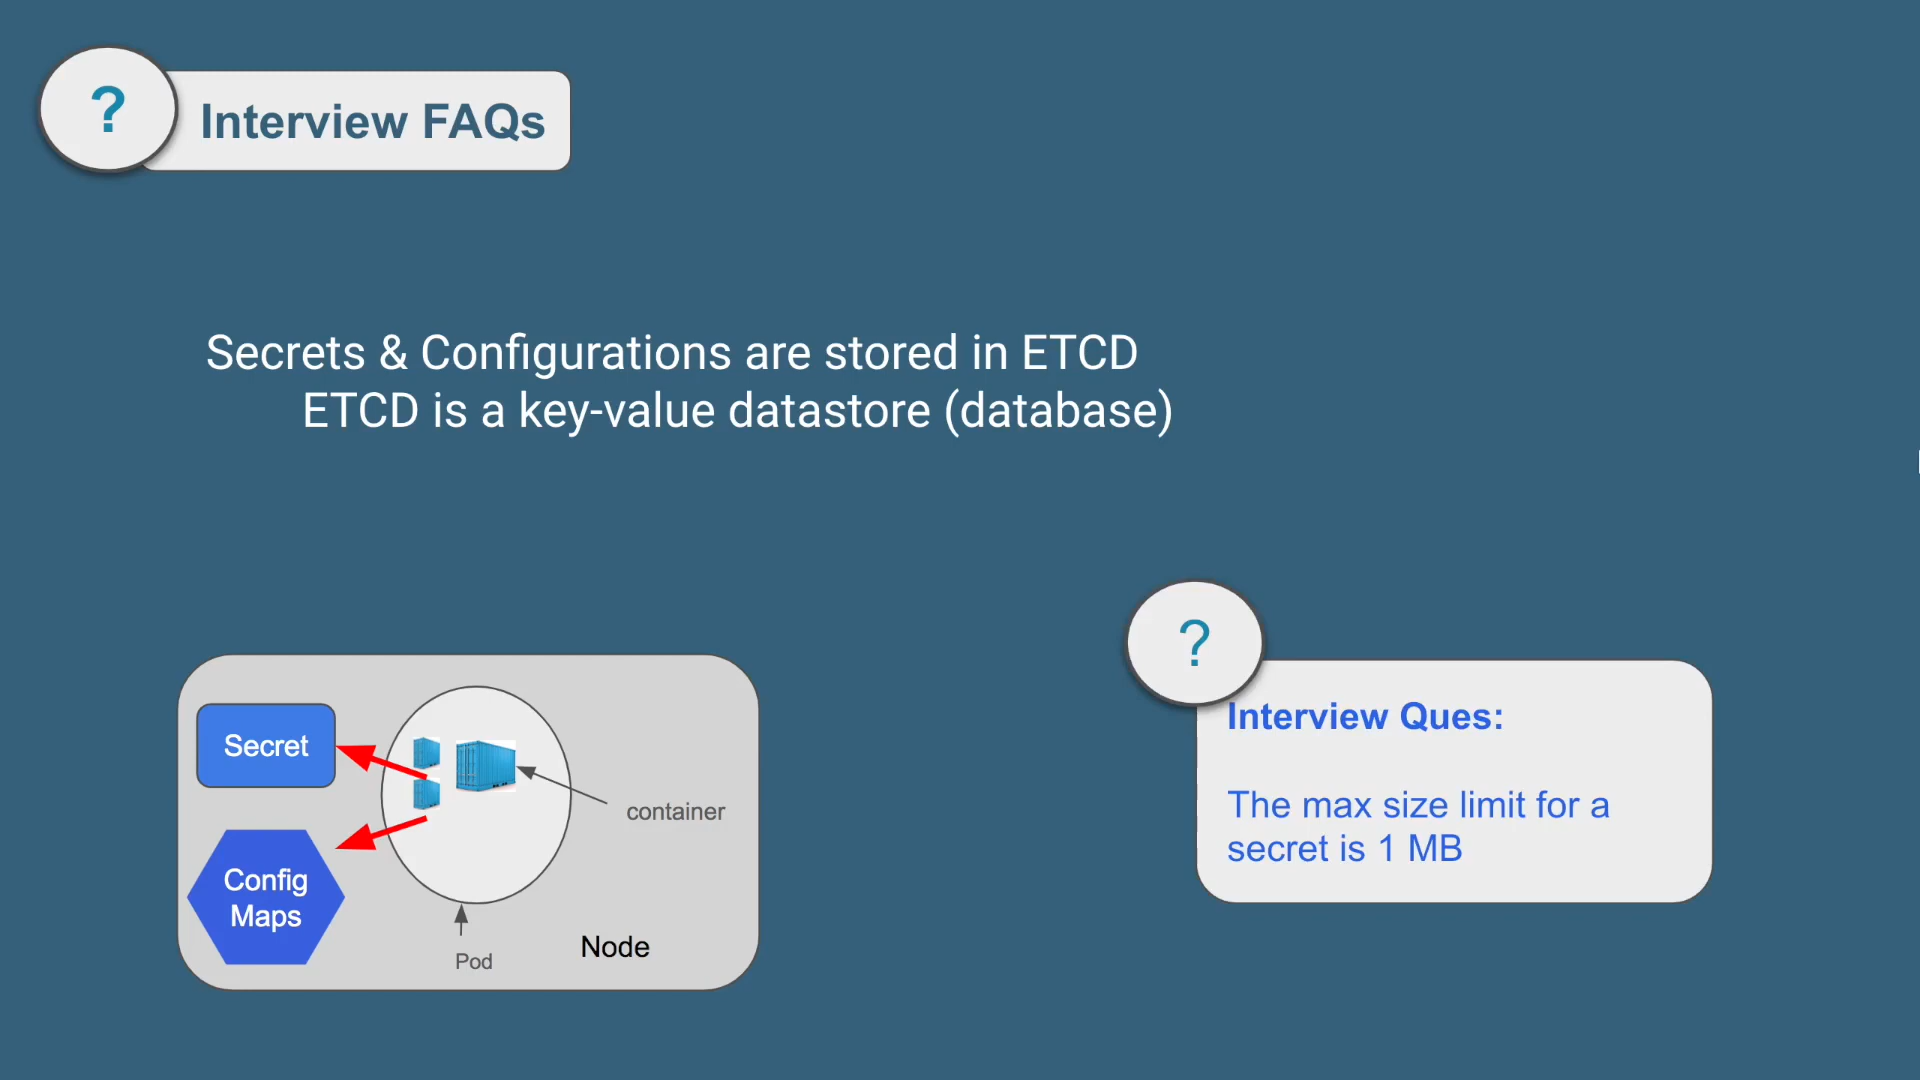 ?
Interview FAQs
Secrets & Configurations are stored in ETCD
ETCD is a key-value datastore (database)
Secret
Config
Maps
container
Pod
Node
?
Interview Ques:
The max size limit for a
secret is 1 MB